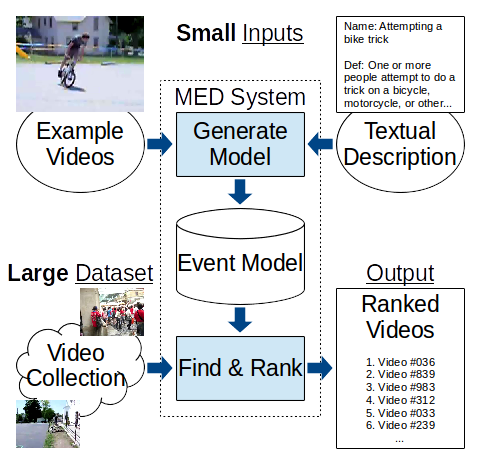 Small Inputs
Name: Attempting a
bike trick
Def: One or more
people attempt to do a
trick on a bicycle,
motorcycle, or other...
MED System
Example
Videos
Generate
Model
Textual
Description
Event Model
Large Dataset
Output
Video
Collection
Find & Rank
Ranked
Videos
1. Video #036
2. Video #839
3. Video #983
4. Video #312
5. Video #033
6. Video #239
...